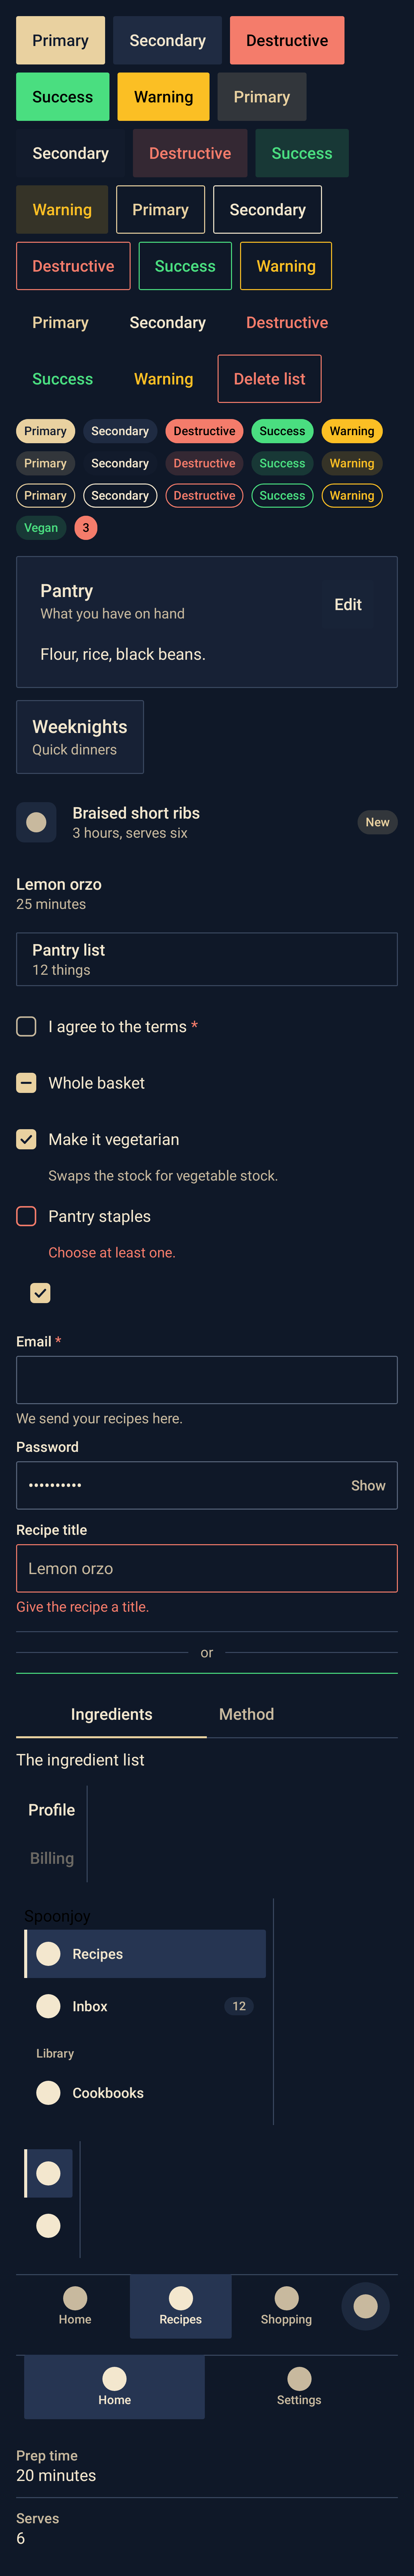 Primary Secondary Destructive
Success Warning Primary
Secondary Destructive Success
Warning Primary Secondary
Destructive Success Warning
Primary Secondary Destructive
Success Warning Delete list
Primary Secondary Destructive Success Warning
Primary Secondary Destructive Success Warning
Primary Secondary Destructive Success Warning
Vegan 3
Pantry
What you have on hand
Edit
Flour, rice, black beans.
Weeknights
Quick dinners
Braised short ribs
3 hours, serves six
New
Lemon orzo
25 minutes
Pantry list
12 things
I agree to the terms *
Whole basket
Make it vegetarian
Swaps the stock for vegetable stock.
Pantry staples
Choose at least one.
Email *
We send your recipes here.
Password
•••••••••• Show
Recipe title
Lemon orzo
Give the recipe a title.
or
Ingredients Method
The ingredient list
Profile
Billing
Spoonjoy
Recipes
Inbox 12
Library
Cookbooks
Home Recipes Shopping
Home Settings
Prep time
20 minutes
Serves
6